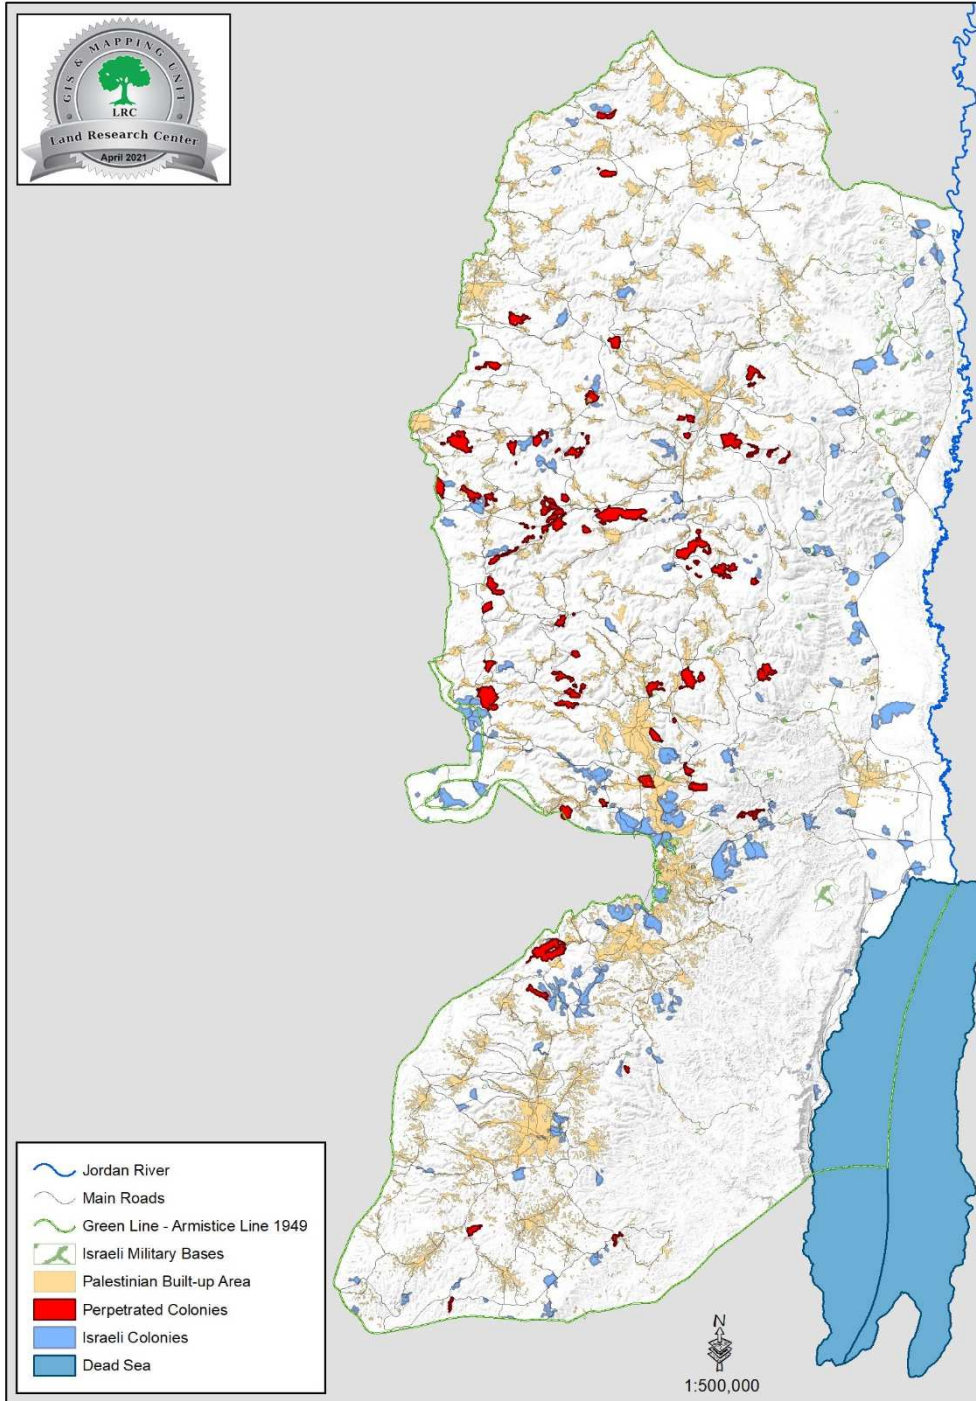 GIS & MAPPING UNIT
LRC
Land Research Center
April 2021
Jordan River
Main Roads
Green Line - Armistice Line 1949
Israeli Military Bases
Palestinian Built-up Area
Perpetrated Colonies
Israeli Colonies
Dead Sea
N
1:500,000